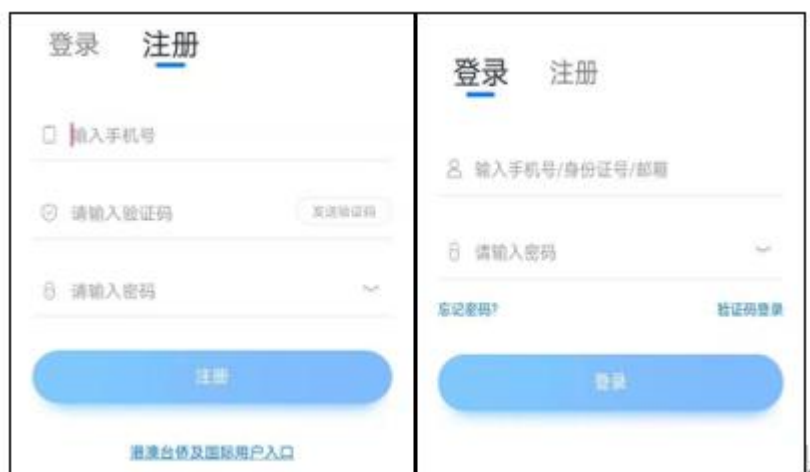 登录 注册
输入手机号
请输入验证码 发送验证码
请输入密码
注册
港澳台侨及国际用户入口
登录 注册
输入手机号/身份证号/邮箱
请输入密码
忘记密码? 验证码登录
登录